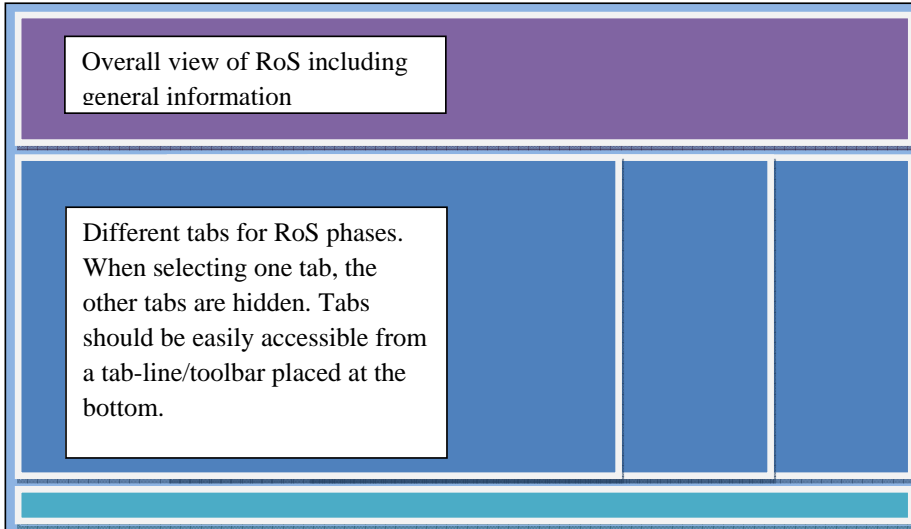 Overall view of RoS including
general information
Different tabs for RoS phases.
When selecting one tab, the
other tabs are hidden. Tabs
should be easily accessible from
a tab-line/toolbar placed at the
bottom.